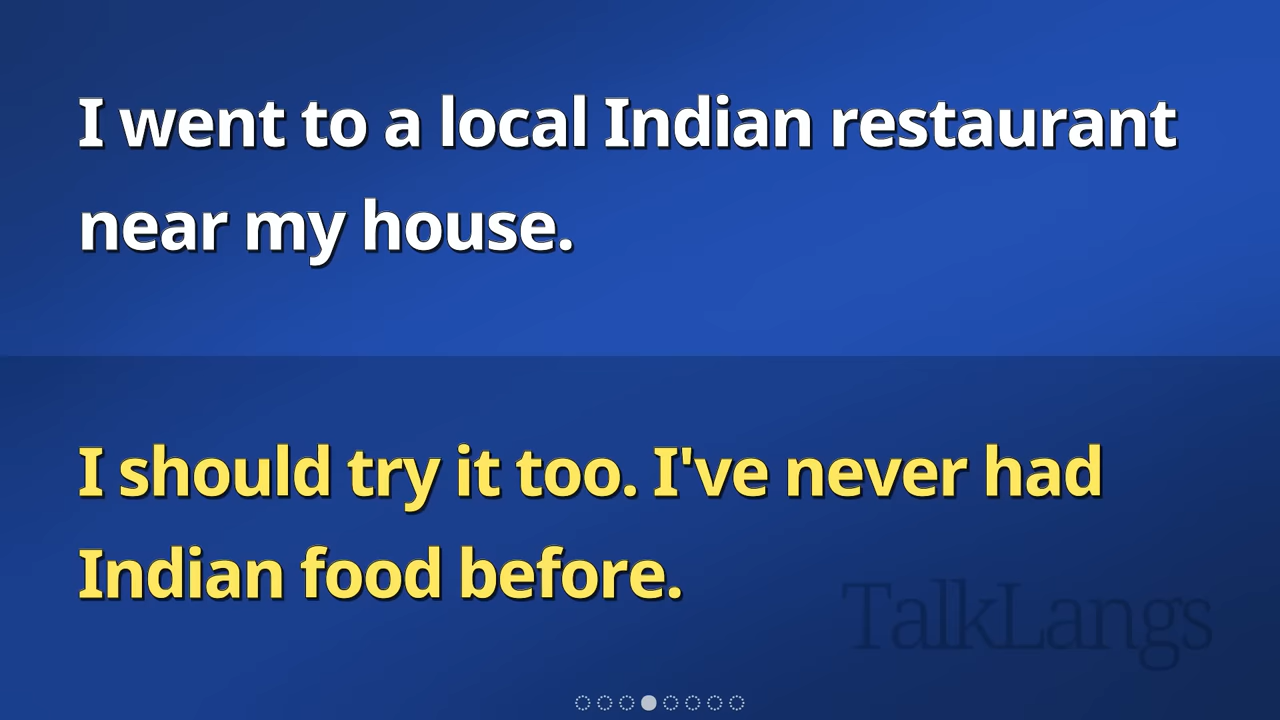 I went to a local Indian restaurant
near my house.
I should try it too. I've never had
Indian food before.
TalkLangs